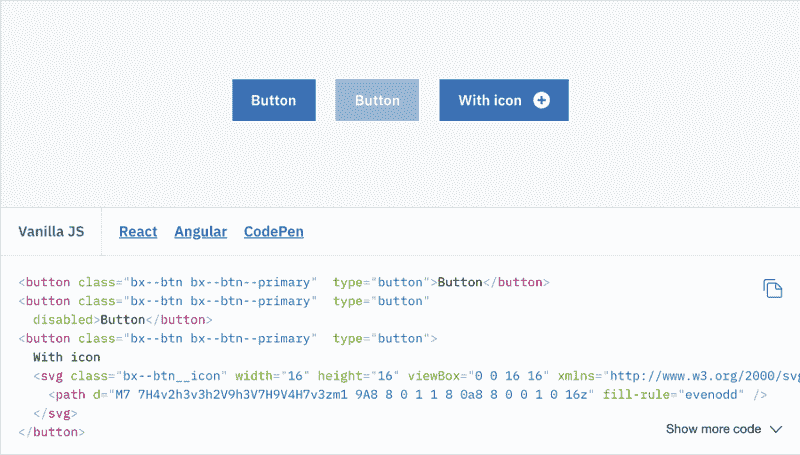 Button Button With icon
Vanilla JS React Angular CodePen
<button class="bx--btn bx--btn--primary"  type="button">Button</button>
<button class="bx--btn bx--btn--primary"  type="button"
  disabled>Button</button>
<button class="bx--btn bx--btn--primary"  type="button">
  With icon
  <svg class="bx--btn__icon" width="16" height="16" viewBox="0 0 16 16" xmlns="http://www.w3.org/2000/svg
    <path d="M7 7H4v2h3v3h2V9h3V7H9V4H7v3zm1 9A8 8 0 1 1 8 0a8 8 0 0 1 0 16z" fill-rule="evenodd" />
  </svg>
</button>
Show more code